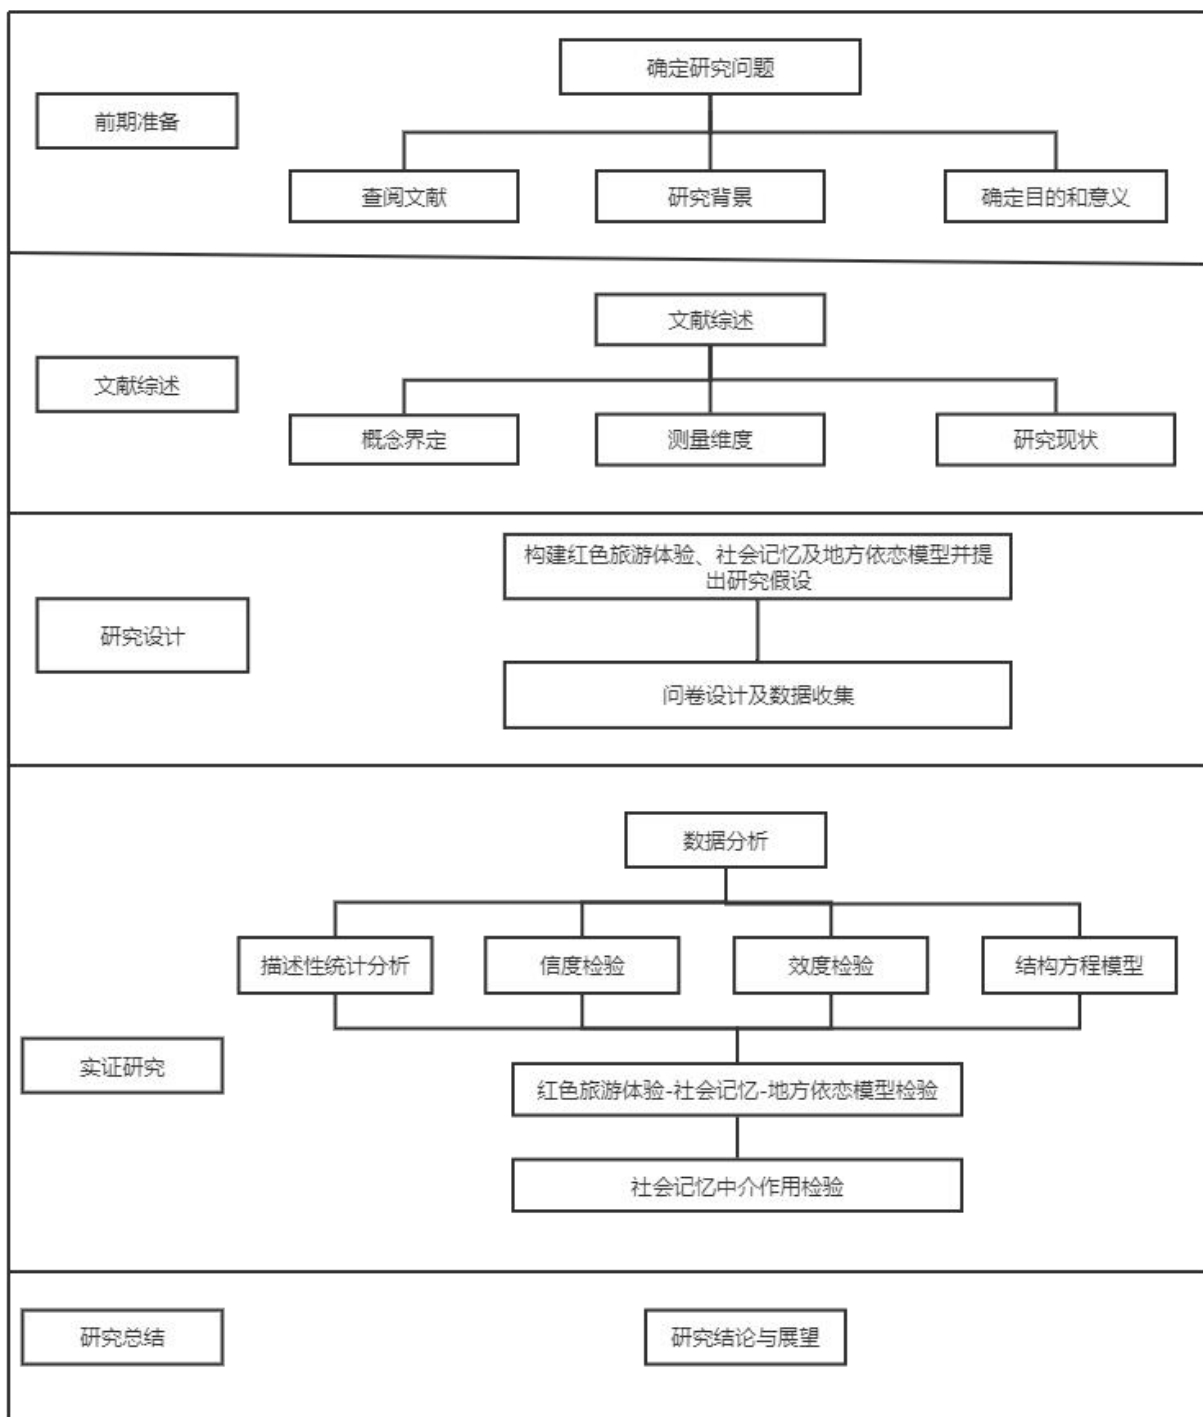 确定研究问题
前期准备
查阅文献
研究背景
确定目的和意义
文献综述
文献综述
概念界定
测量维度
研究现状
构建红色旅游体验、社会记忆及地方依恋模型并提
出研究假设
研究设计
问卷设计及数据收集
数据分析
描述性统计分析
信度检验
效度检验
结构方程模型
实证研究
红色旅游体验-社会记忆-地方依恋模型检验
社会记忆中介作用检验
研究总结
研究结论与展望